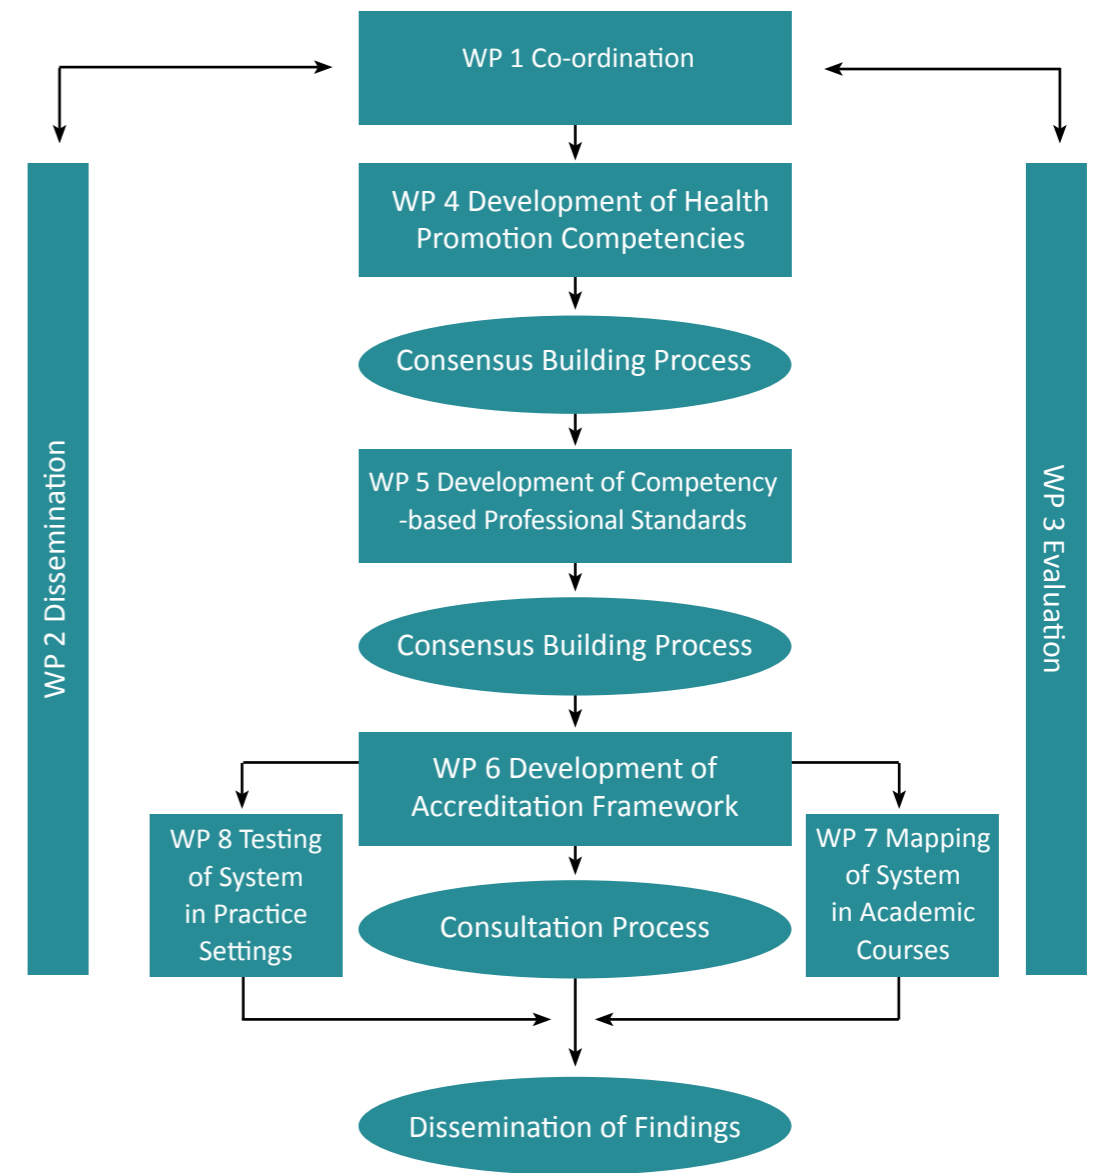 WP 1 Co-ordination
WP 4 Development of Health
Promotion Competencies
Consensus Building Process
WP 5 Development of Competency
-based Professional Standards
Consensus Building Process
WP 6 Development of
Accreditation Framework
WP 8 Testing
of System
in Practice
Settings
Consultation Process
WP 7 Mapping
of System
in Academic
Courses
Dissemination of Findings
WP 2 Dissemination
WP 3 Evaluation